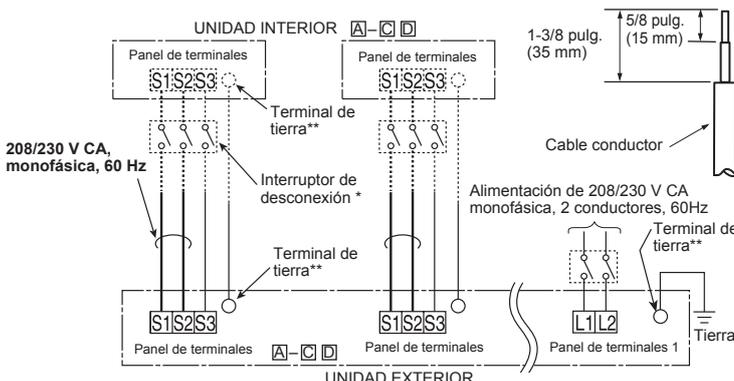 UNIDAD INTERIOR A–C D
Panel de terminales
S1 S2 S3
Panel de terminales
S1 S2 S3
Terminal de
tierra**
208/230 V CA,
monofásica, 60 Hz
Interruptor de
desconexión *
Terminal de
tierra**
1-3/8 pulg.
(35 mm)
5/8 pulg.
(15 mm)
Cable conductor
Alimentación de 208/230 V CA
monofásica, 2 conductores, 60Hz
Terminal de
tierra**
S1 S2 S3
Panel de terminales
A–C D
S1 S2 S3
Panel de terminales
L1 L2
Panel de terminales 1
Tierra
UNIDAD EXTERIOR